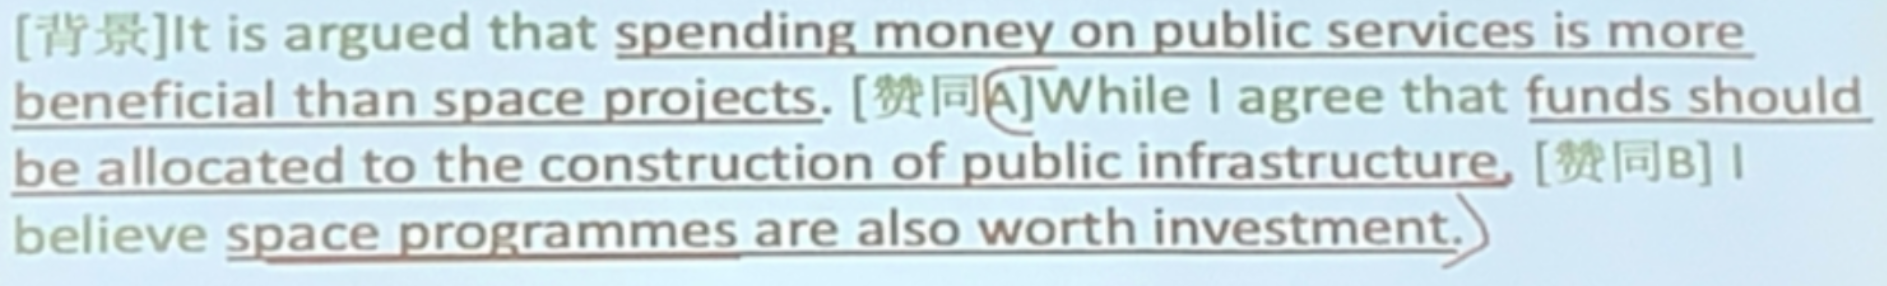 [背景]It is argued that spending money on public services is more
beneficial than space projects. [赞同A]While I agree that funds should
be allocated to the construction of public infrastructure, [赞同B] I
believe space programmes are also worth investment.